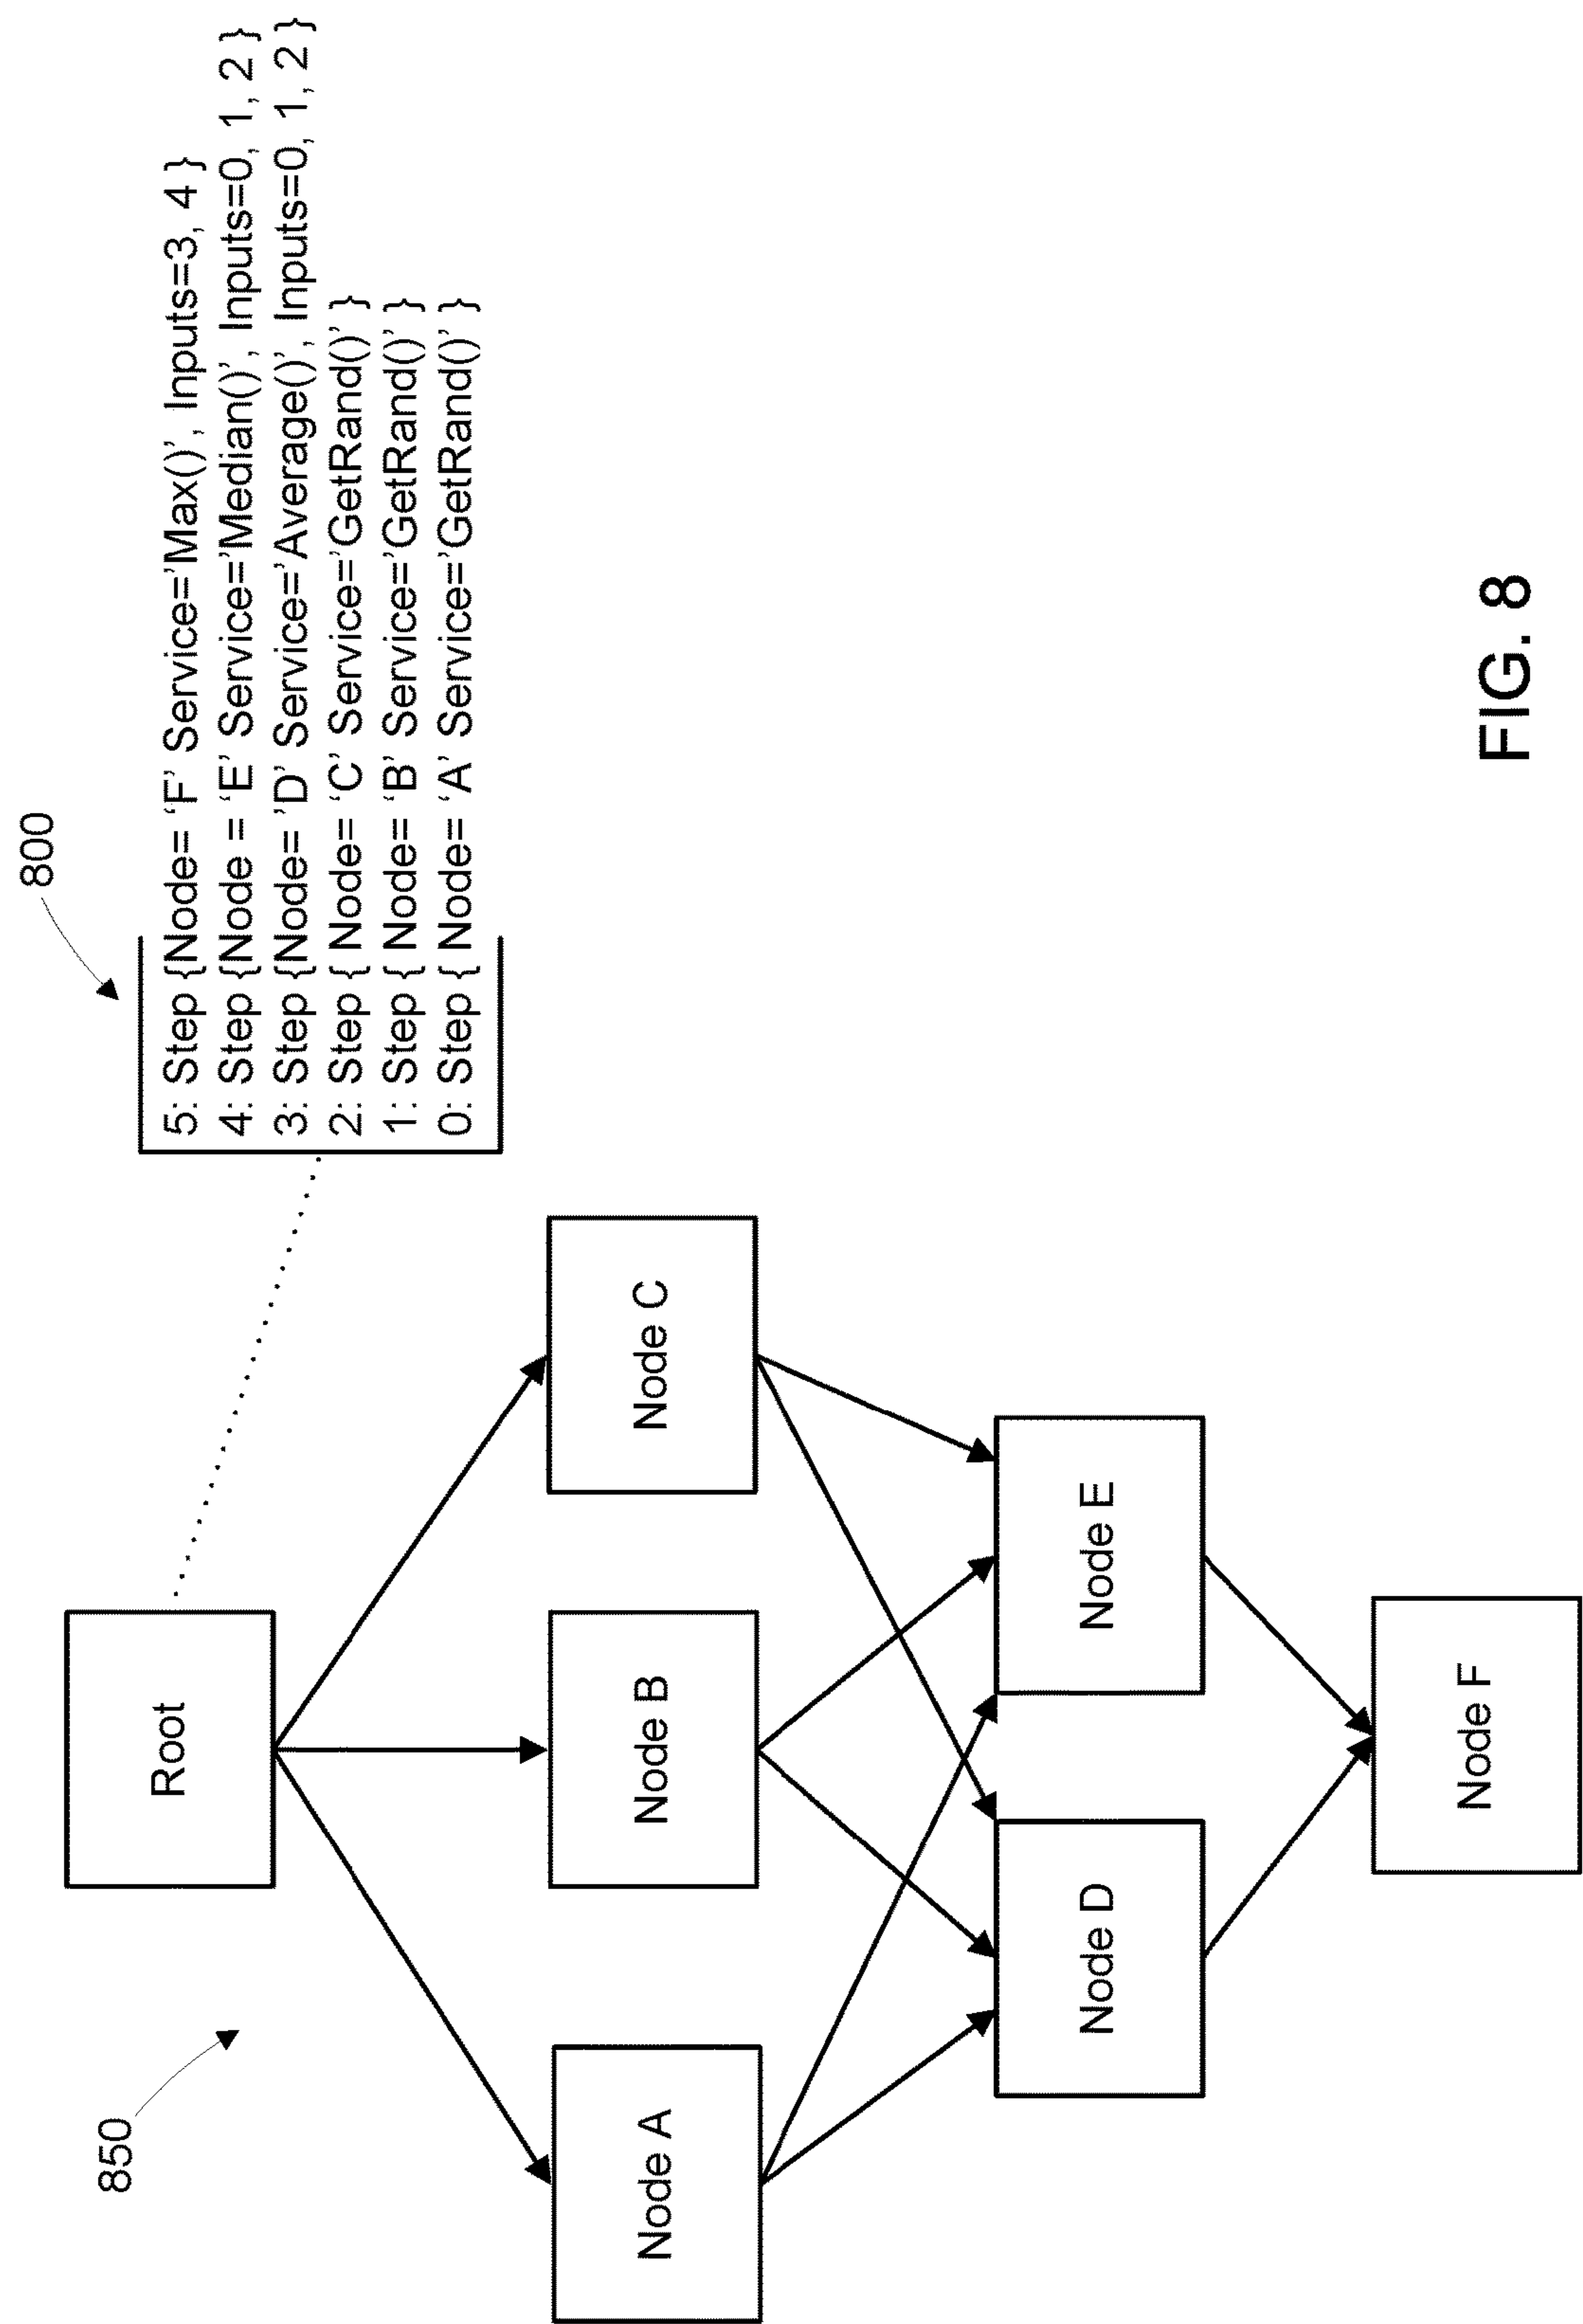 800
5: Step {Node= ‘F’ Service=’Max()’, Inputs=3, 4 }
4: Step {Node = ‘E’ Service=’Median()’, Inputs=0, 1, 2 }
3: Step {Node= ’D’ Service=’Average()’, Inputs=0, 1, 2 }
2: Step { Node= ‘C’ Service=’GetRand()’ }
1: Step { Node= ‘B’ Service=’GetRand()’ }
0: Step { Node= ‘A’ Service=’GetRand()’ }
850
Root
Node A
Node B
Node C
Node D
Node E
Node F
FIG. 8